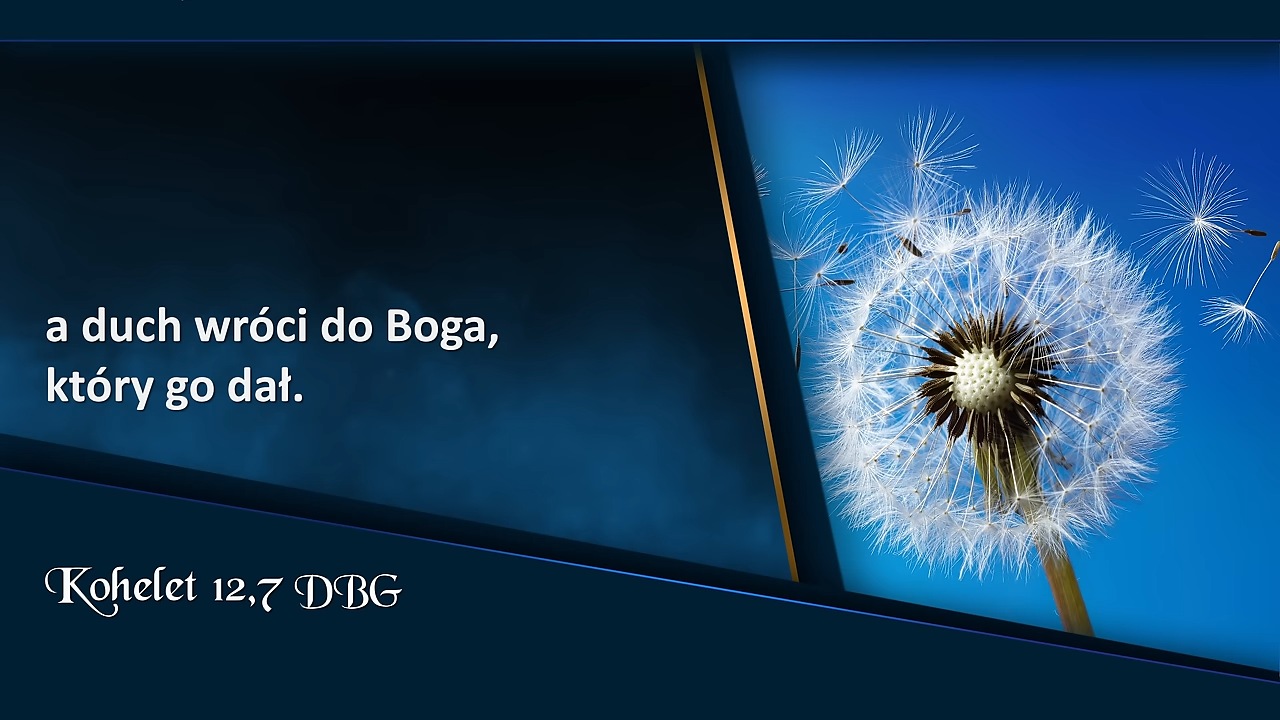 a duch wróci do Boga,
który go dał.
Kohelet 12,7 DBG